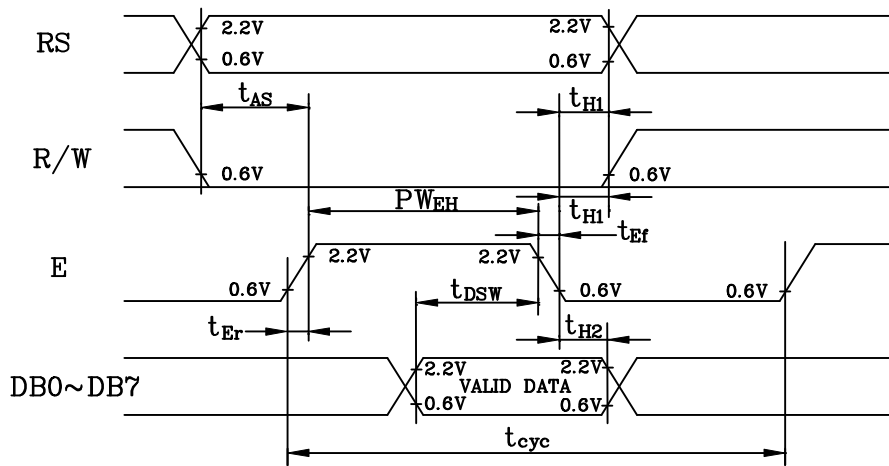 RS
2.2V
2.2V
0.6V
0.6V
tAS
tH1
R/W
0.6V
0.6V
PWEH
tH1
tEf
E
2.2V
2.2V
0.6V
0.6V
0.6V
tDSW
tEr
tH2
DB0~DB7
2.2V
VALID DATA
2.2V
0.6V
0.6V
tcyc